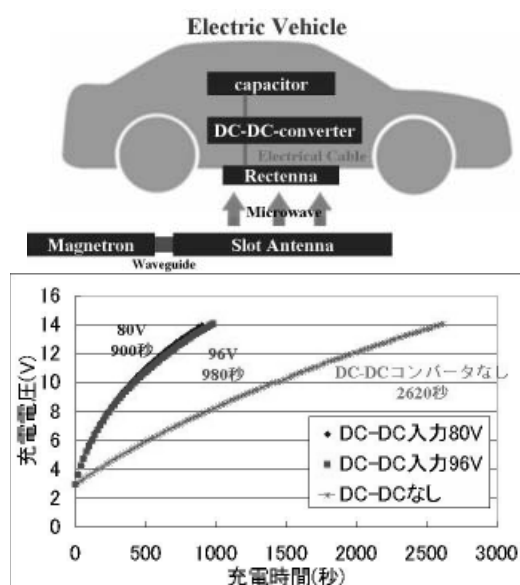 Electric Vehicle
capacitor
DC-DC-converter
Electrical Cable
Rectenna
Microwave
Magnetron
Slot Antenna
Waveguide
16
14
12
10
8
6
4
2
0
充電電圧(V)
80V
900秒
96V
980秒
DC-DCコンバータなし
2620秒
◆DC-DC入力80V
■DC-DC入力96V
DC-DCなし
0 500 1000 1500 2000 2500 3000
充電時間(秒)